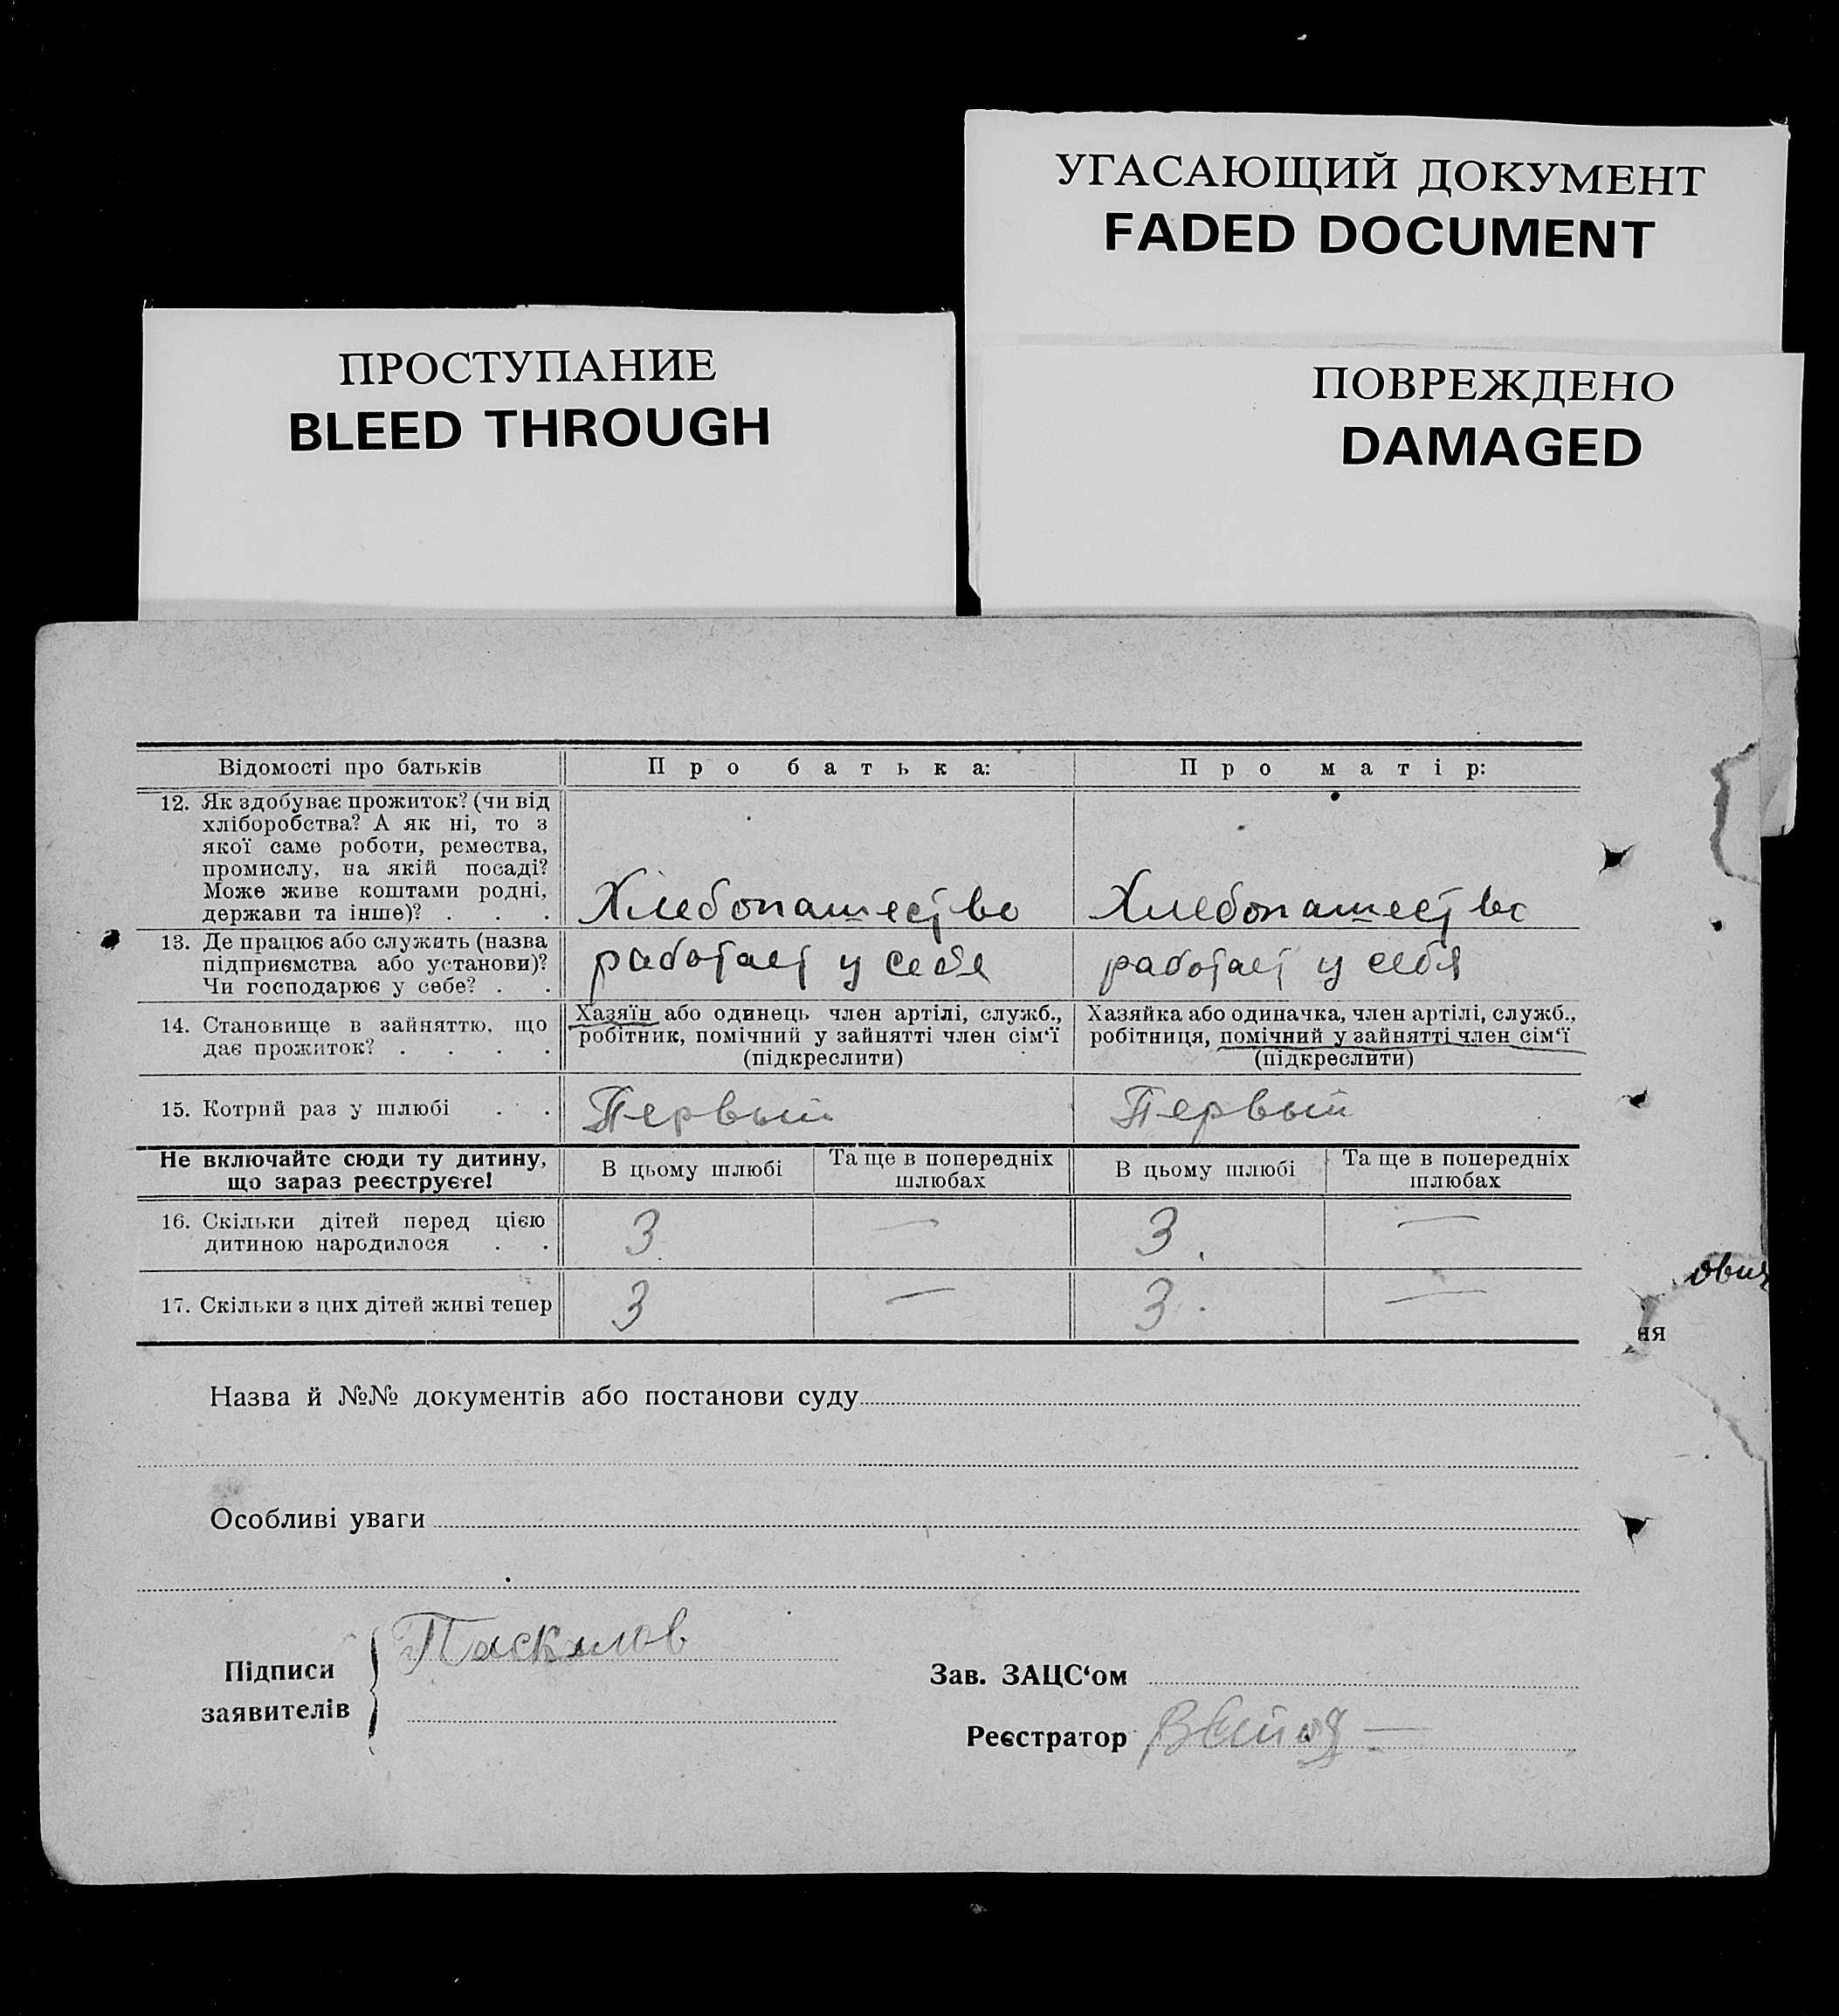 УГАСАЮЩИЙ ДОКУМЕНТ
FADED DOCUMENT
ПРОСТУПАНИЕ
BLEED THROUGH
ПОВРЕЖДЕНО
DAMAGED
Відомості про батьків
Про батька:
Про матір:
12. Як здобуває прожиток? (чи від
хліборобства? А як ні, то з
якої саме роботи, ремества,
промислу, на якій посаді?
Може живе коштами родні,
держави та інше)? . . .
Хлебопашество
Хлебопашество
13. Де працює або служить (назва
підприємства або установи)?
Чи господарює у себе? . .
работает у себя
работает у себя
14. Становище в зайняттю, що
дає прожиток? . . . .
Хазяїн або одинець член артілі, служб.,
робітник, помічний у зайнятті член сім‘ї
(підкреслити)
Хазяйка або одиначка, член артілі, служб.,
робітниця, помічний у зайнятті член сім‘ї
(підкреслити)
15. Котрий раз у шлюбі . .
Первый
Первый
Не включайте сюди ту дитину,
що зараз реєструєте!
В цьому шлюбі
Та ще в попередніх
шлюбах
В цьому шлюбі
Та ще в попередніх
шлюбах
16. Скільки дітей перед цією
дитиною народилося . .
3
—
3.
—
17. Скільки з цих дітей живі тепер
3
—
3.
—
ня
Назва й №№ документів або постанови суду
Особливі уваги
Підписи
заявителів
Паскалов
Зав. ЗАЦС‘ом
Реєстратор